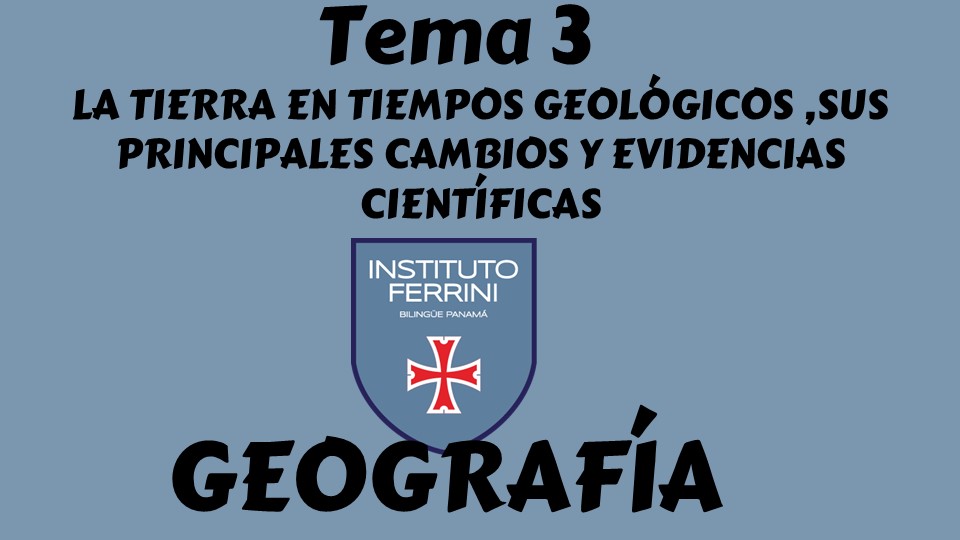 Tema 3
LA TIERRA EN TIEMPOS GEOLÓGICOS ,SUS
PRINCIPALES CAMBIOS Y EVIDENCIAS
CIENTÍFICAS
INSTITUTO
FERRINI
BILINGÜE PANAMÁ
GEOGRAFÍA